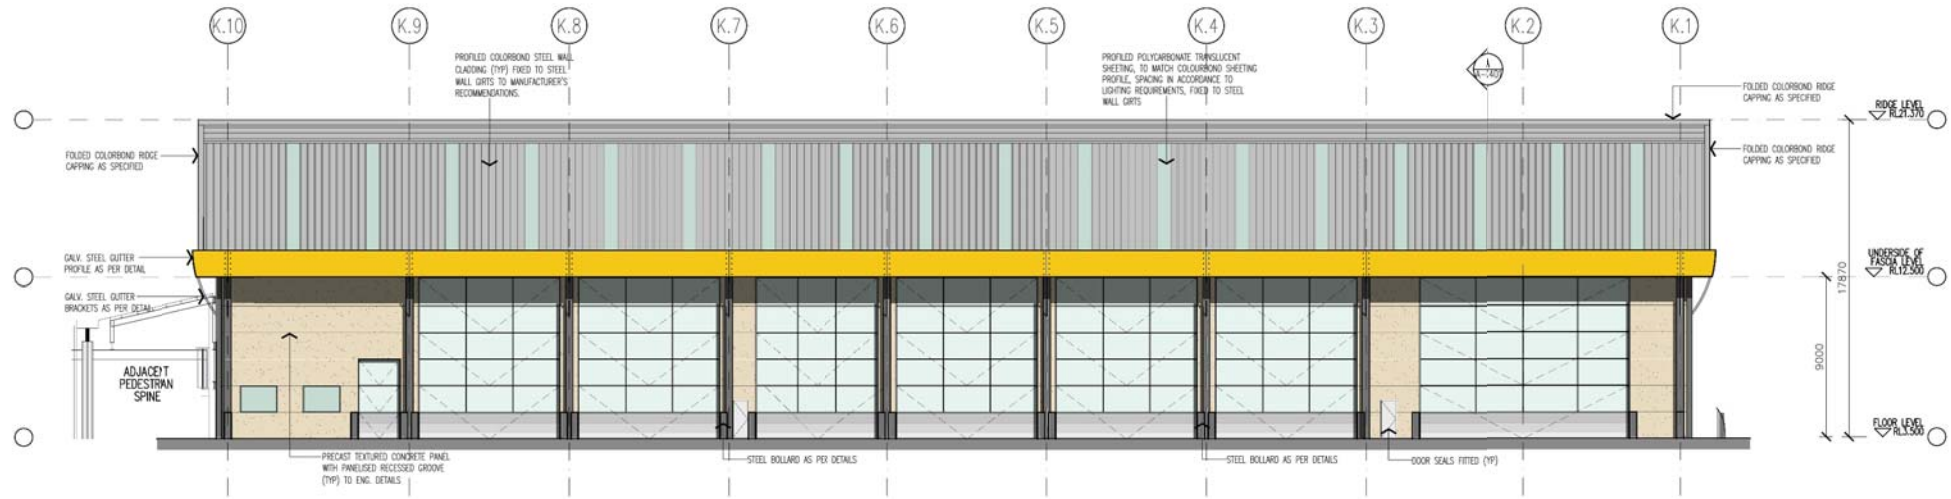 K.10
K.9
K.8
K.7
K.6
K.5
K.4
K.3
K.2
K.1
PROFILED COLORBOND STEEL WALL
CLADDING (TYP) FIXED TO STEEL
WALL GIRTS TO MANUFACTURER'S
RECOMMENDATIONS.
PROFILED POLYCARBONATE TRANSLUCENT
SHEETING, TO MATCH COLOURBOND SHEETING
PROFILE, SPACING IN ACCORDANCE TO
LIGHTING REQUIREMENTS, FIXED TO STEEL
WALL GIRTS
FOLDED COLORBOND RIDGE
CAPPING AS SPECIFIED
RIDGE LEVEL
RL21.370
FOLDED COLORBOND RIDGE
CAPPING AS SPECIFIED
FOLDED COLORBOND RIDGE
CAPPING AS SPECIFIED
GALV. STEEL GUTTER
PROFILE AS PER DETAIL
GALV. STEEL GUTTER
BRACKETS AS PER DETAIL
UNDERSIDE OF
FASCIA LEVEL
RL12.500
17870
9000
ADJACENT
PEDESTRIAN
SPINE
FLOOR LEVEL
RL3.500
PRECAST TEXTURED CONCRETE PANEL
WITH PANELISED RECESSED GROOVE
(TYP) TO ENG. DETAILS
STEEL BOLLARD AS PER DETAILS
STEEL BOLLARD AS PER DETAILS
DOOR SEALS FITTED (TYP)